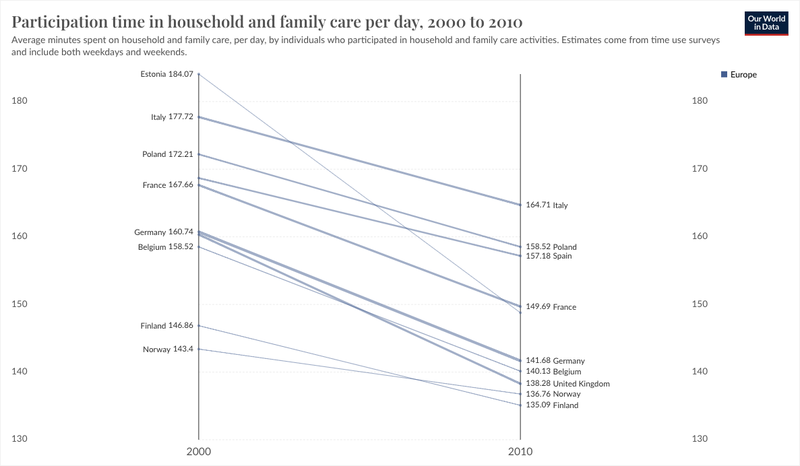 Participation time in household and family care per day, 2000 to 2010
Average minutes spent on household and family care, per day, by individuals who participated in household and family care activities. Estimates come from time use surveys
and include both weekdays and weekends.
Our World
in Data
Estonia 184.07
Europe
180
180
Italy 177.72
170
Poland 172.21
170
France 167.66
164.71 Italy
160
Germany 160.74
160
Belgium 158.52
158.52 Poland
157.18 Spain
150
149.69 France
150
Finland 146.86
Norway 143.4
141.68 Germany
140
140.13 Belgium
140
138.28 United Kingdom
136.76 Norway
135.09 Finland
130
130
2000
2010